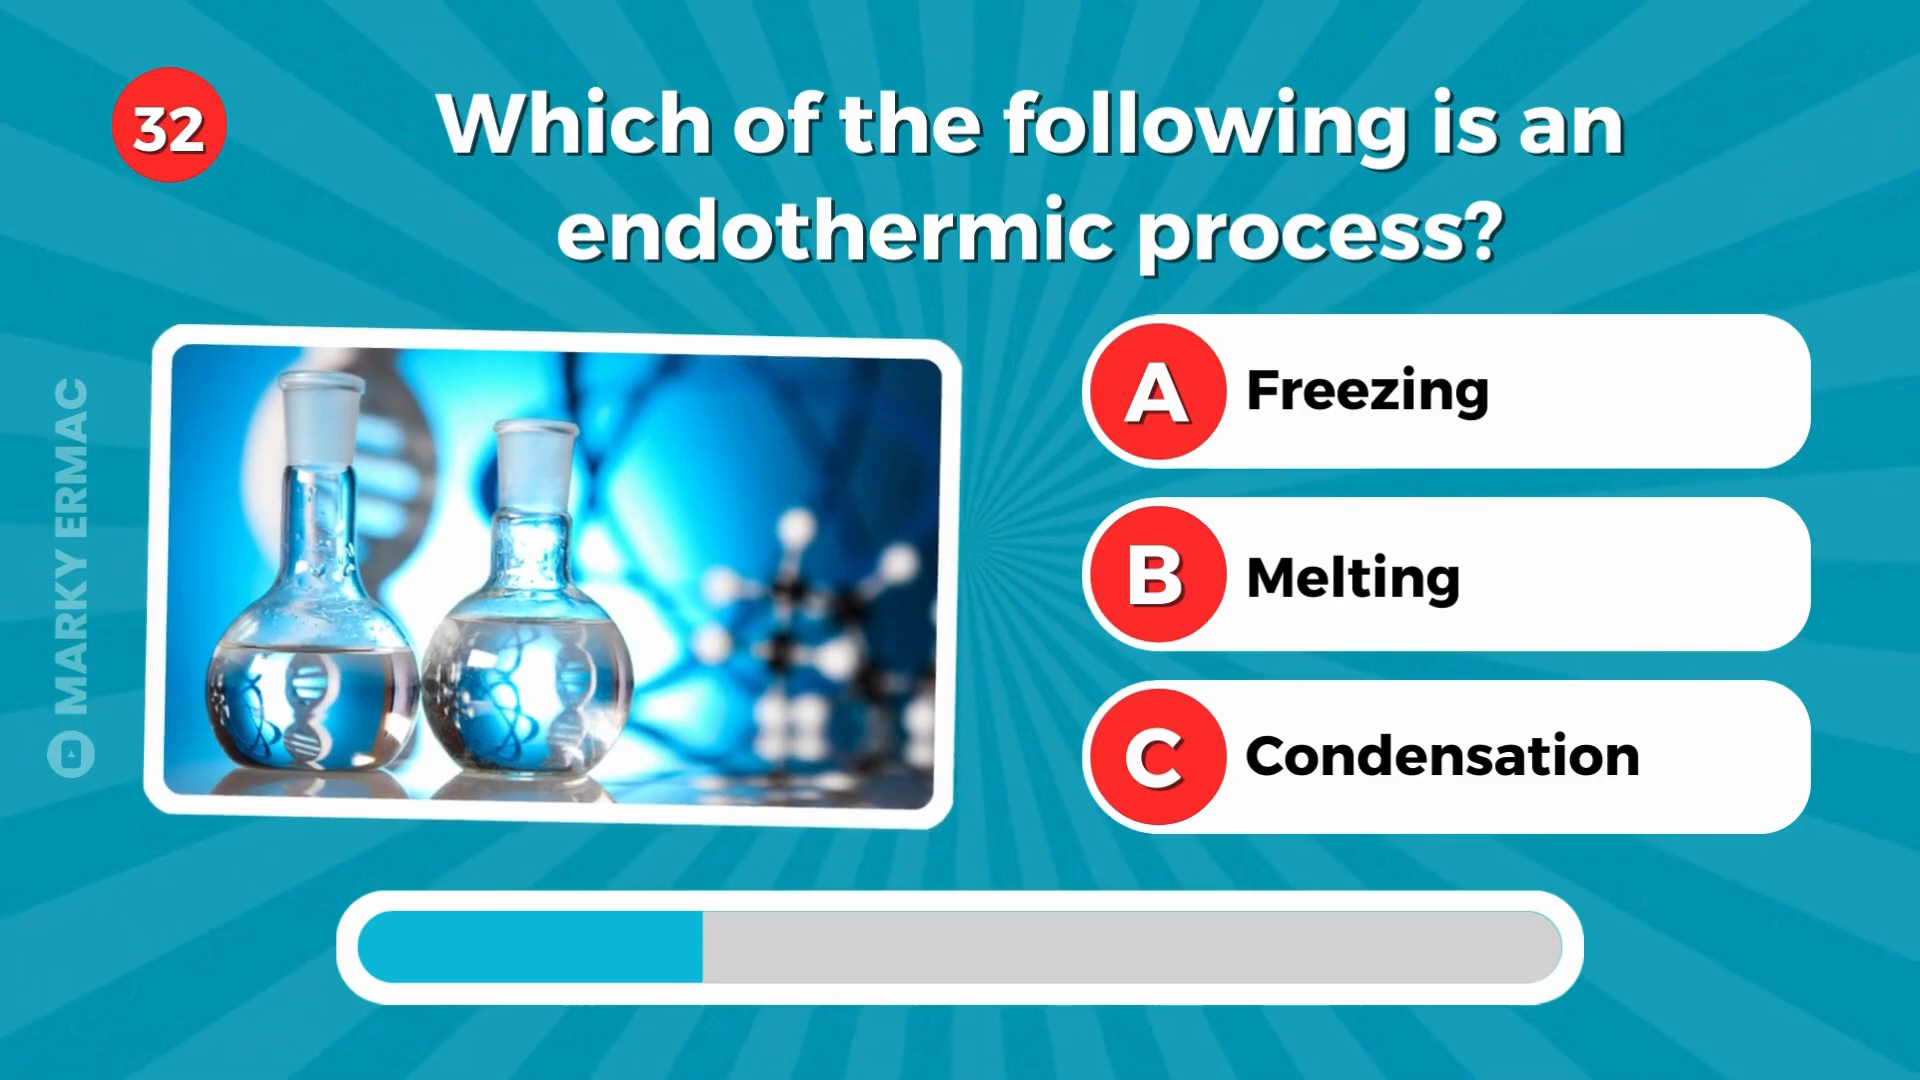 32
Which of the following is an
endothermic process?
A Freezing
B Melting
C Condensation
MARKY ERMAC